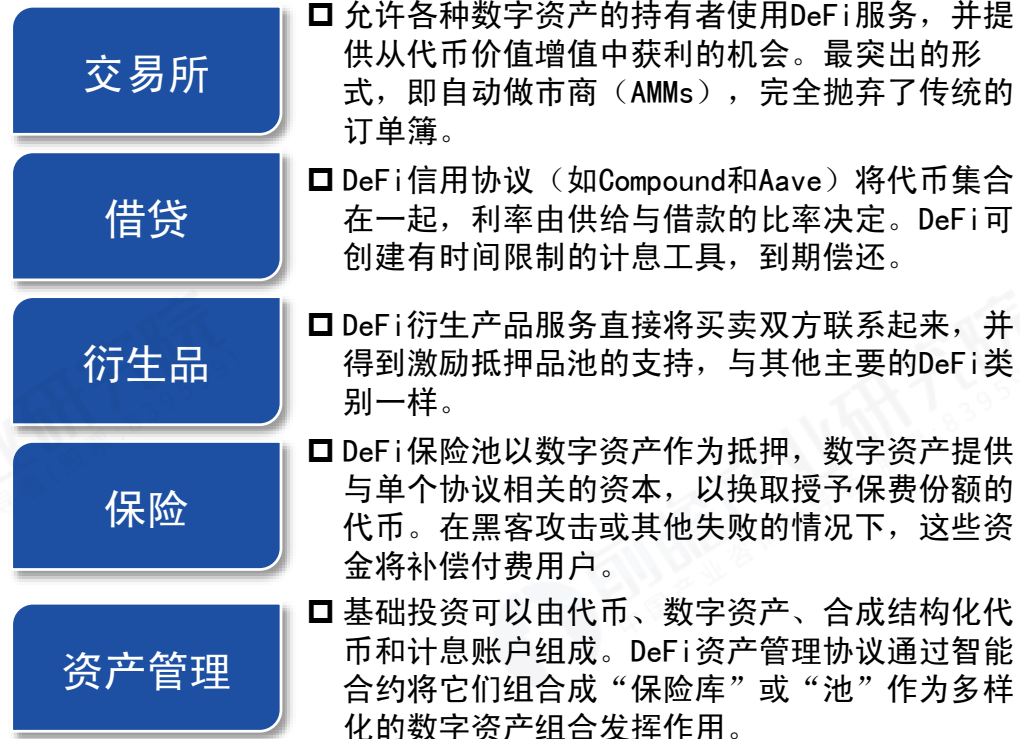 交易所
允许各种数字资产的持有者使用DeFi服务，并提
供从代币价值增值中获利的机会。最突出的形
式，即自动做市商（AMMs），完全抛弃了传统的
订单簿。
借贷
DeFi信用协议（如Compound和Aave）将代币集合
在一起，利率由供给与借款的比率决定。DeFi可
创建有时间限制的计息工具，到期偿还。
衍生品
DeFi衍生产品服务直接将买卖双方联系起来，并
得到激励抵押品池的支持，与其他主要的DeFi类
别一样。
保险
DeFi保险池以数字资产作为抵押，数字资产提供
与单个协议相关的资本，以换取授予保费份额的
代币。在黑客攻击或其他失败的情况下，这些资
金将补偿付费用户。
资产管理
基础投资可以由代币、数字资产、合成结构化代
币和计息账户组成。DeFi资产管理协议通过智能
合约将它们组合成“保险库”或“池”作为多样
化的数字资产组合发挥作用。